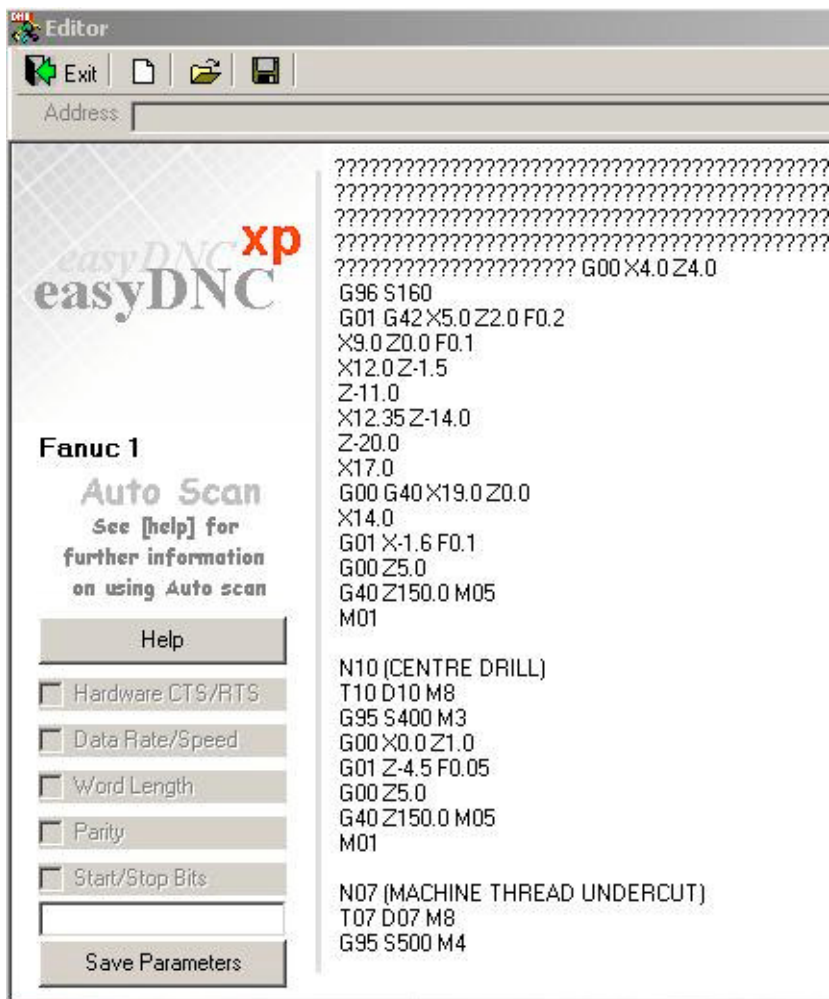 Editor
Exit
Address
easyDNC xp
easyDNC
Fanuc 1
Auto Scan
See [help] for
further information
on using Auto scan
Help
Hardware CTS/RTS
Data Rate/Speed
Word Length
Parity
Start/Stop Bits
Save Parameters
???????????????????????????????????????????
???????????????????????????????????????????
???????????????????????????????????????????
???????????????????????????????????????????
????????????????????? G00 X4.0 Z4.0
G96 S160
G01 G42 X5.0 Z2.0 F0.2
X9.0 Z0.0 F0.1
X12.0 Z-1.5
Z-11.0
X12.35 Z-14.0
Z-20.0
X17.0
G00 G40 X19.0 Z0.0
X14.0
G01 X-1.6 F0.1
G00 Z5.0
G40 Z150.0 M05
M01
N10 (CENTRE DRILL)
T10 D10 M8
G95 S400 M3
G00 X0.0 Z1.0
G01 Z-4.5 F0.05
G00 Z5.0
G40 Z150.0 M05
M01
N07 (MACHINE THREAD UNDERCUT)
T07 D07 M8
G95 S500 M4